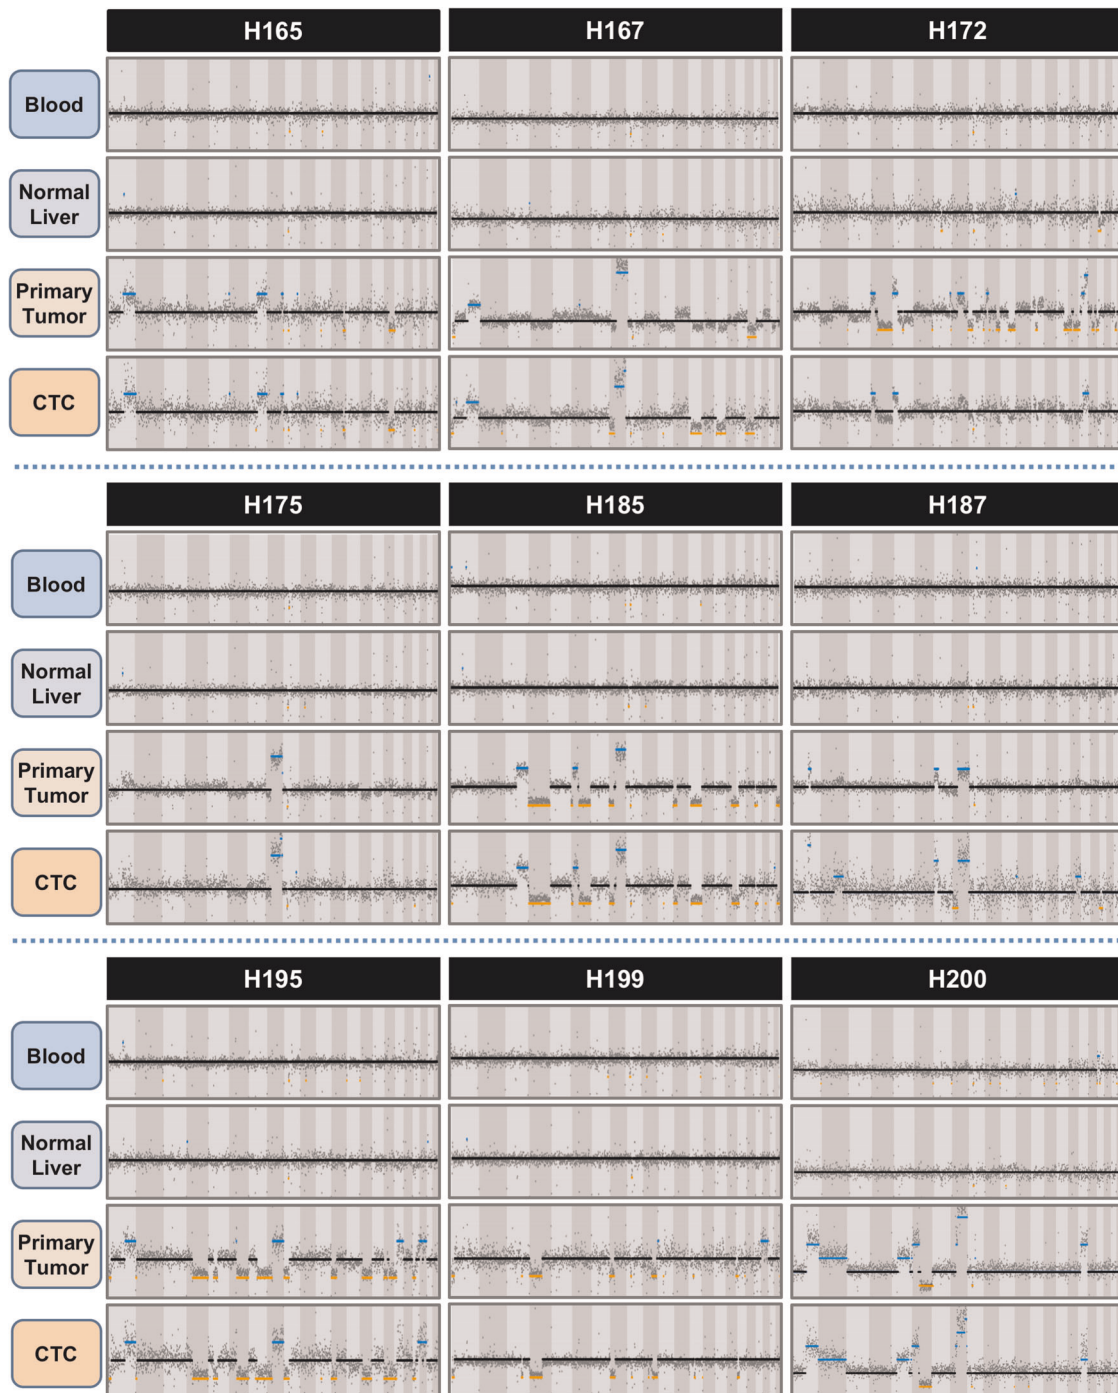 H165 H167 H172
Blood
Normal
Liver
Primary
Tumor
CTC
H175 H185 H187
Blood
Normal
Liver
Primary
Tumor
CTC
H195 H199 H200
Blood
Normal
Liver
Primary
Tumor
CTC